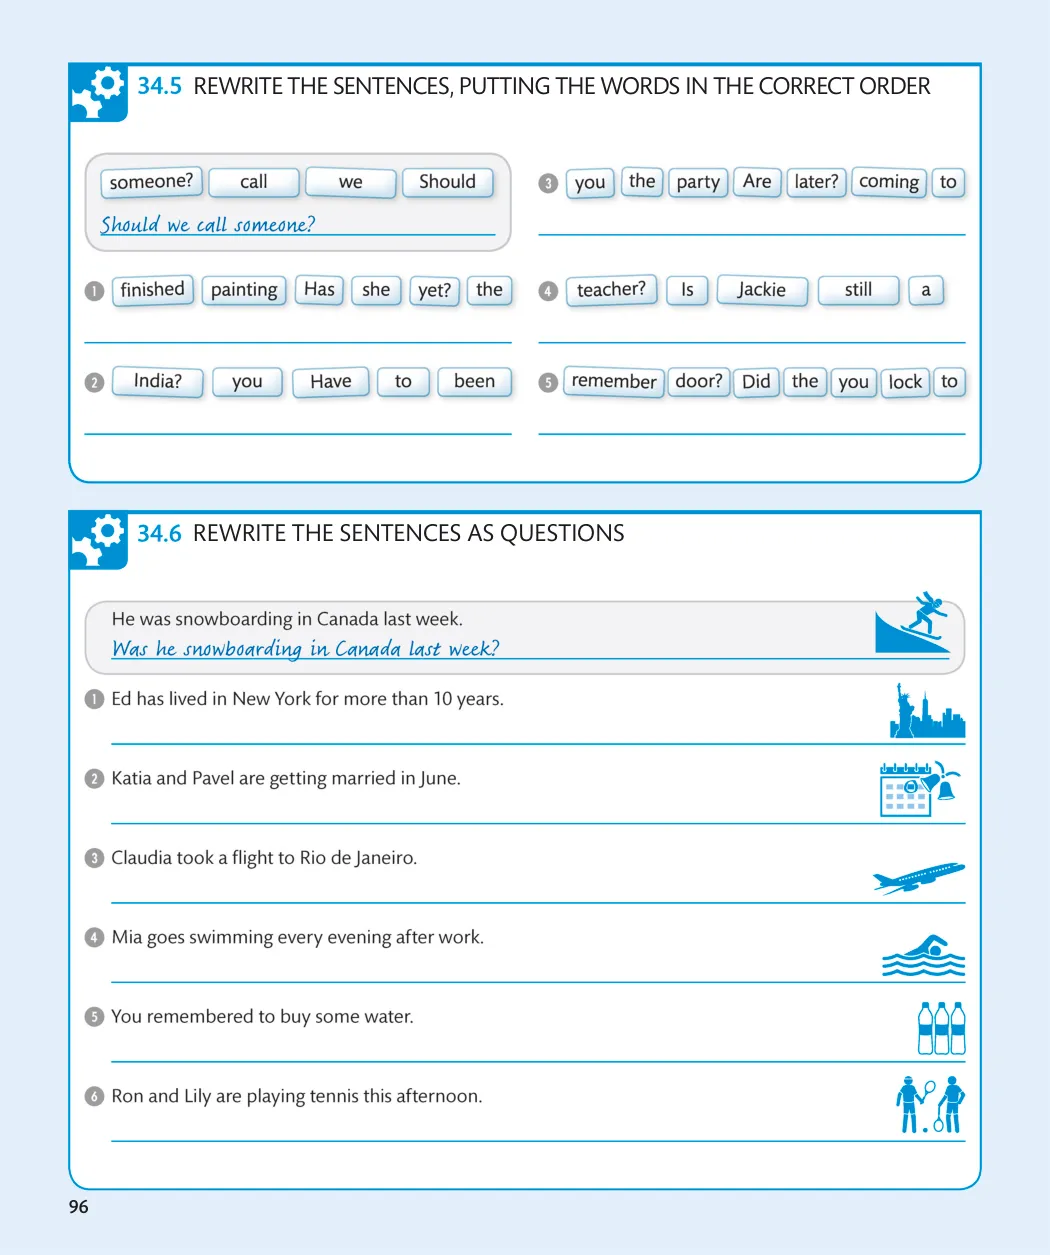 34.5 REWRITE THE SENTENCES, PUTTING THE WORDS IN THE CORRECT ORDER
someone? call we Should
Should we call someone?
1 finished painting Has she yet? the
2 India? you Have to been
3 you the party Are later? coming to
4 teacher? Is Jackie still a
5 remember door? Did the you lock to
34.6 REWRITE THE SENTENCES AS QUESTIONS
He was snowboarding in Canada last week.
Was he snowboarding in Canada last week?
1 Ed has lived in New York for more than 10 years.
2 Katia and Pavel are getting married in June.
3 Claudia took a flight to Rio de Janeiro.
4 Mia goes swimming every evening after work.
5 You remembered to buy some water.
6 Ron and Lily are playing tennis this afternoon.
96